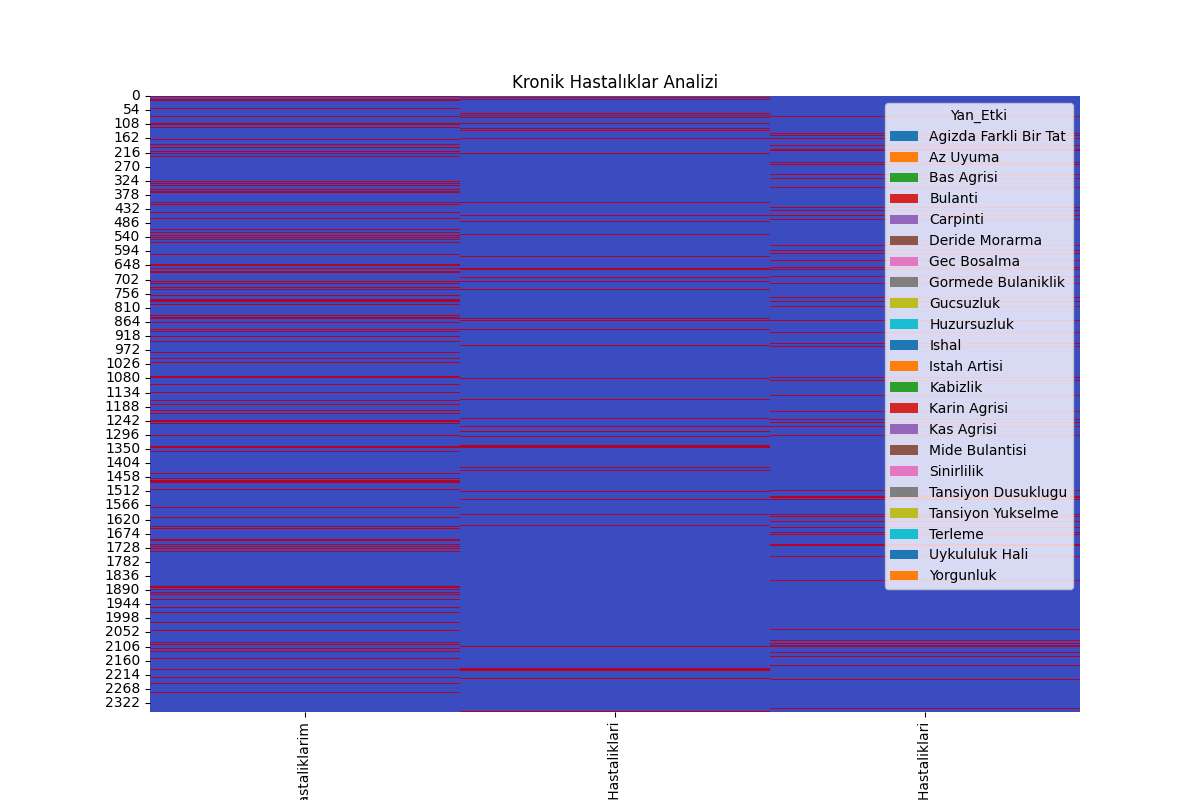 Kronik Hastalıklar Analizi
0
54
108
162
216
270
324
378
432
486
540
594
648
702
756
810
864
918
972
1026
1080
1134
1188
1242
1296
1350
1404
1458
1512
1566
1620
1674
1728
1782
1836
1890
1944
1998
2052
2106
2160
2214
2268
2322
Yan_Etki
Agizda Farkli Bir Tat
Az Uyuma
Bas Agrisi
Bulanti
Carpinti
Deride Morarma
Gec Bosalma
Gormede Bulaniklik
Gucsuzluk
Huzursuzluk
Ishal
Istah Artisi
Kabizlik
Karin Agrisi
Kas Agrisi
Mide Bulantisi
Sinirlilik
Tansiyon Dusuklugu
Tansiyon Yukselme
Terleme
Uykululuk Hali
Yorgunluk
astaliklarim
Hastaliklari
Hastaliklari